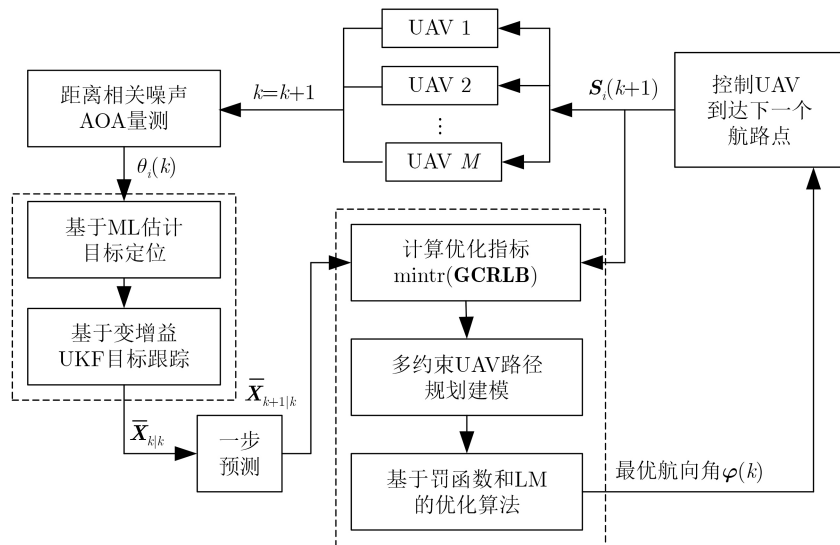 UAV 1
UAV 2
⋮
UAV M
距离相关噪声
AOA量测
k=k+1
S_i(k+1)
控制UAV
到达下一个
航路点
θ_i(k)
基于ML估计
目标定位
基于变增益
UKF目标跟踪
X̄_{k|k}
一步
预测
X̄_{k+1|k}
计算优化指标
mintr(GCRLB)
多约束UAV路径
规划建模
基于罚函数和LM
的优化算法
最优航向角φ(k)